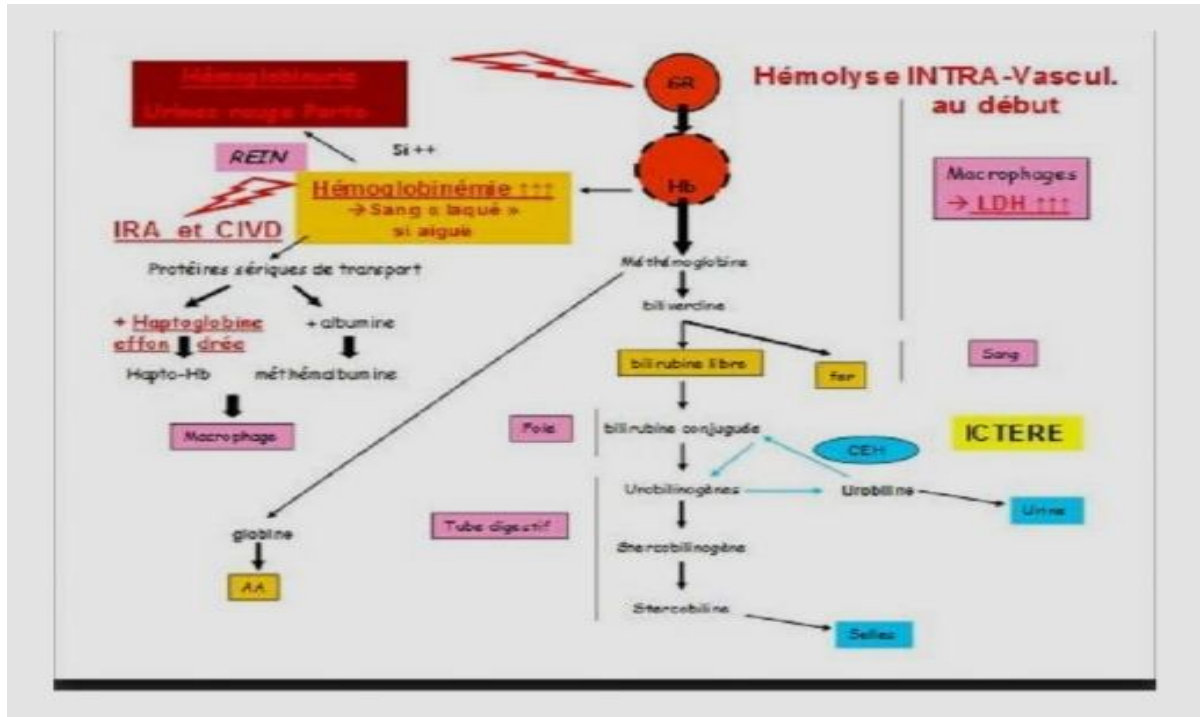 Hémoglobinurie
Urines rouge Porto
GR
Hémolyse INTRA-Vascul.
au début
REIN
Si ++
Hb
Macrophages
→ LDH ↑↑↑
Hémoglobinémie ↑↑↑
→ Sang « laqué »
si aiguë
IRA et CIVD
Protéines sériques de transport
Méthémoglobine
biliverdine
+ Haptoglobine
effon drée
+ albumine
Hapto-Hb
méthémalbumine
bilirubine libre
fer
Sang
Macrophage
Foie
bilirubine conjuguée
CEH
ICTERE
Urobilinogènes
Urobiline
Urine
Tube digestif
globine
Stercobilinogène
AA
Stercobiline
Selles